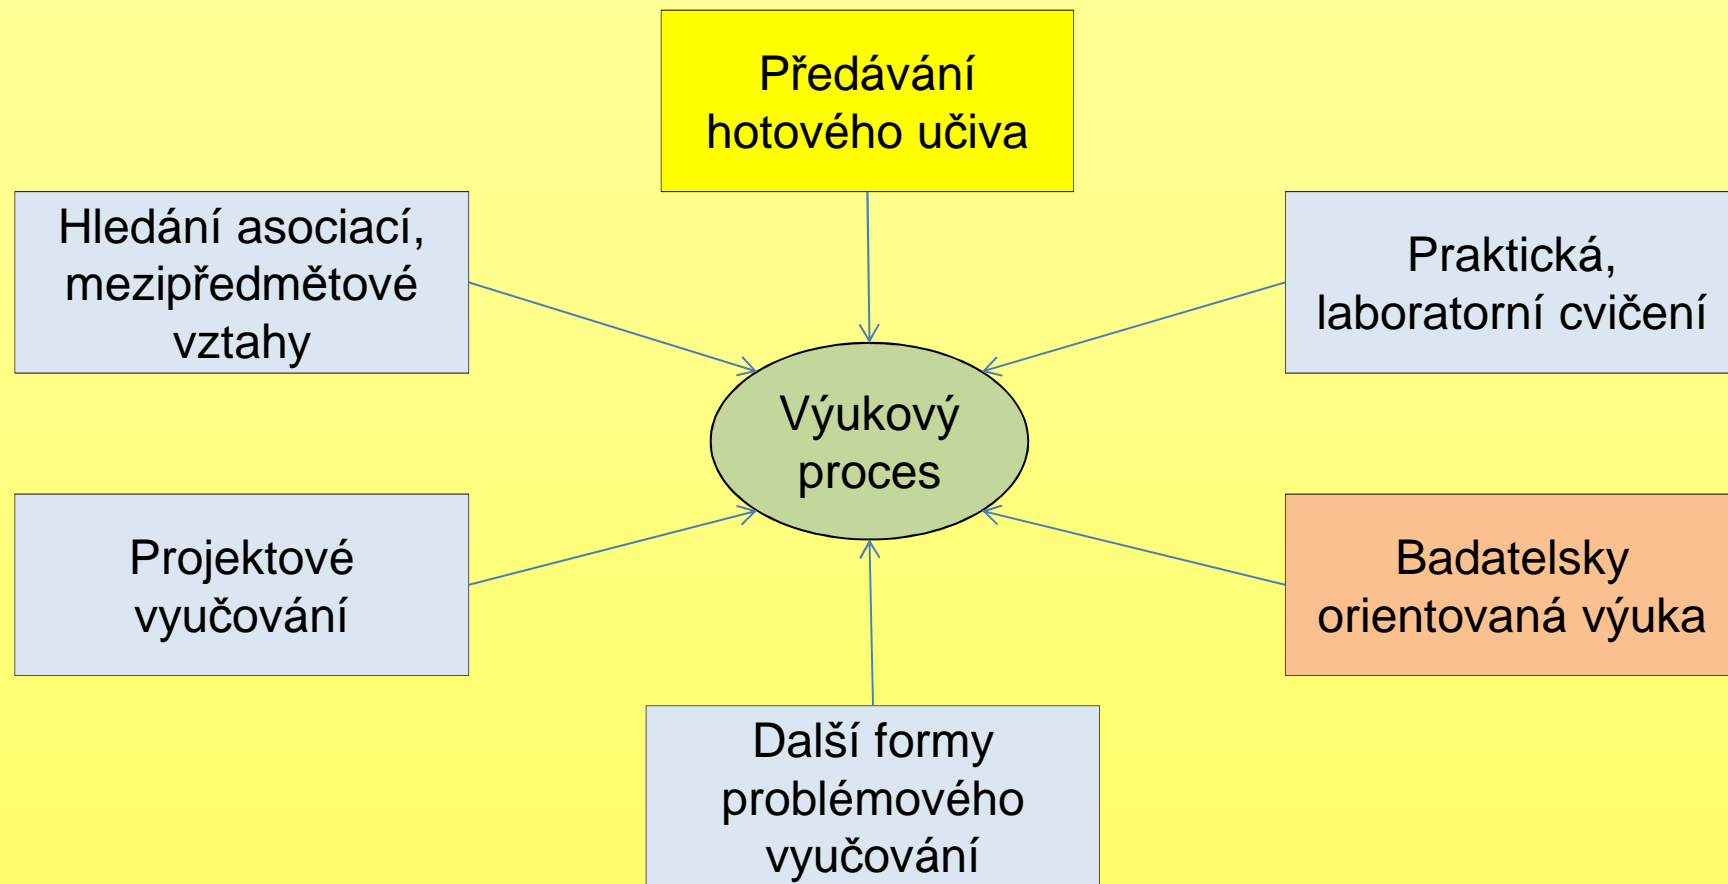 Předávání
hotového učiva
Hledání asociací,
mezipředmětové
vztahy
Praktická,
laboratorní cvičení
Výukový
proces
Projektové
vyučování
Badatelsky
orientovaná výuka
Další formy
problémového
vyučování